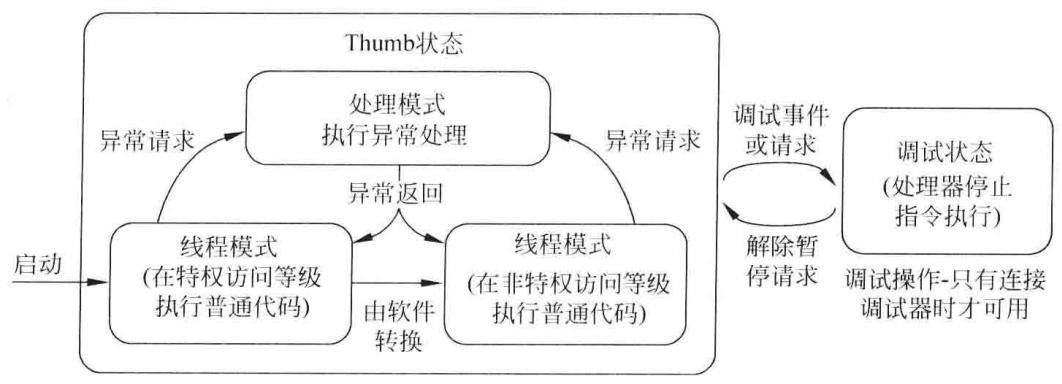 Thumb状态
处理模式
执行异常处理
异常请求
异常请求
异常返回
启动
线程模式
(在特权访问等级
执行普通代码)
由软件
转换
线程模式
(在非特权访问等级
执行普通代码)
调试事件
或请求
解除暂
停请求
调试状态
(处理器停止
指令执行)
调试操作-只有连接
调试器时才可用